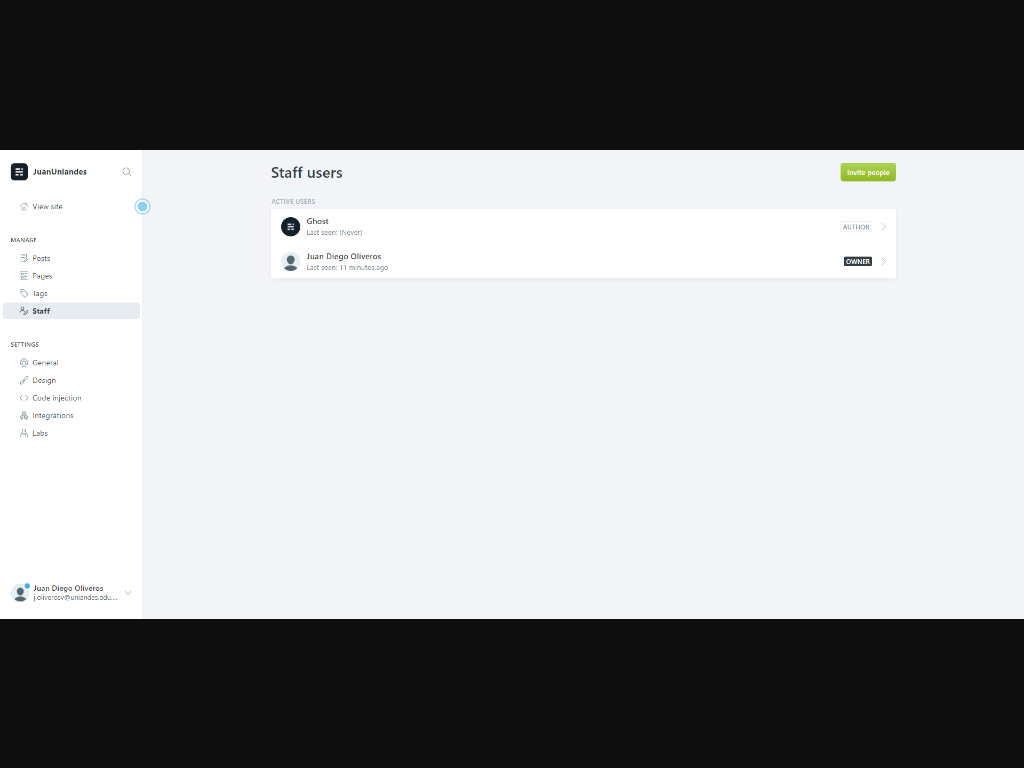 JuanUniandes
View site
MANAGE
Posts
Pages
Tags
Staff
SETTINGS
General
Design
Code injection
Integrations
Labs
Juan Diego Oliveros
j.oliverosv@uniandes.edu....
Staff users
Invite people
ACTIVE USERS
Ghost
Last seen: (Never)
AUTHOR
Juan Diego Oliveros
Last seen: 11 minutes ago
OWNER